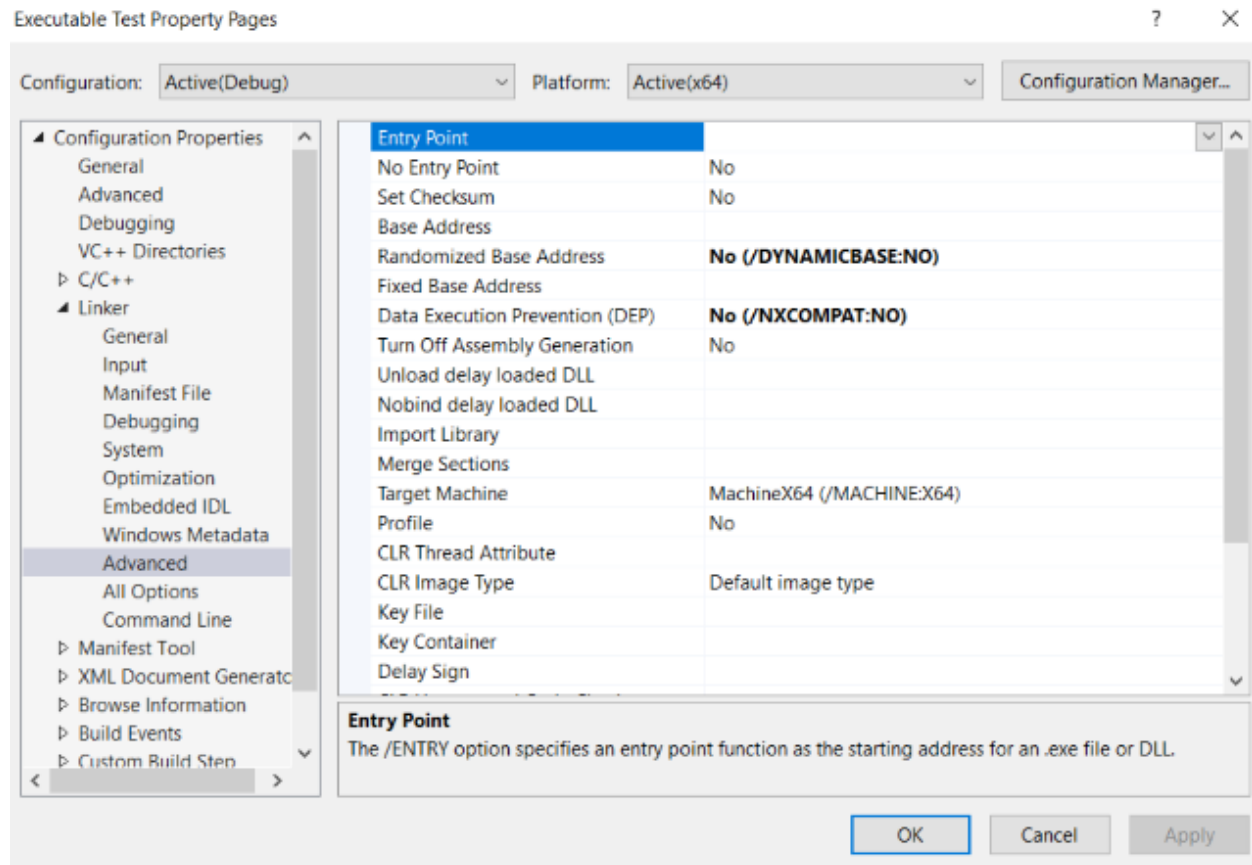 Executable Test Property Pages
Configuration: Active(Debug) Platform: Active(x64) Configuration Manager...
Configuration Properties
General
Advanced
Debugging
VC++ Directories
C/C++
Linker
General
Input
Manifest File
Debugging
System
Optimization
Embedded IDL
Windows Metadata
Advanced
All Options
Command Line
Manifest Tool
XML Document Generatc
Browse Information
Build Events
Custom Build Step
Entry Point
No Entry Point No
Set Checksum No
Base Address
Randomized Base Address No (/DYNAMICBASE:NO)
Fixed Base Address
Data Execution Prevention (DEP) No (/NXCOMPAT:NO)
Turn Off Assembly Generation No
Unload delay loaded DLL
Nobind delay loaded DLL
Import Library
Merge Sections
Target Machine MachineX64 (/MACHINE:X64)
Profile No
CLR Thread Attribute
CLR Image Type Default image type
Key File
Key Container
Delay Sign
Entry Point
The /ENTRY option specifies an entry point function as the starting address for an .exe file or DLL.
OK Cancel Apply